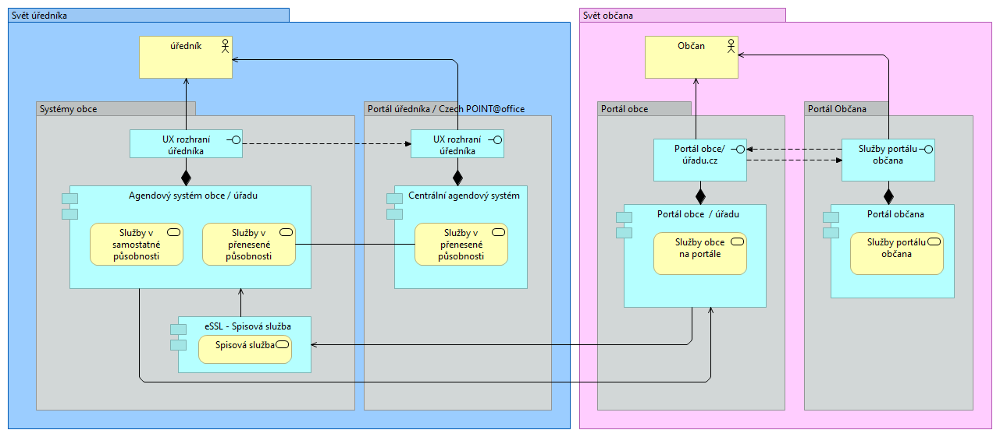 Svět úředníka
úředník
Systémy obce
Portál úředníka / Czech POINT@office
UX rozhraní
úředníka
UX rozhraní
úředníka
Agendový systém obce / úřadu
Služby v
samostatné
působnosti
Služby v
přenesené
působnosti
Centrální agendový systém
Služby v
přenesené
působnosti
eSSL - Spisová služba
Spisová služba
Svět občana
Občan
Portál obce
Portál Občana
Portál obce/
úřadu.cz
Služby portálu
občana
Portál obce / úřadu
Služby obce
na portále
Portál občana
Služby portálu
občana